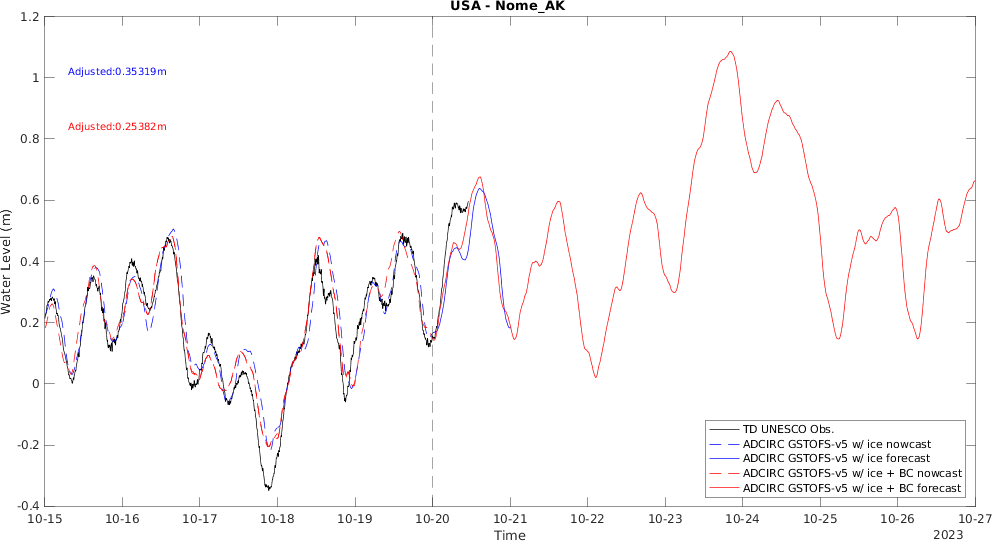 USA - Nome_AK
1.2
1
0.8
0.6
0.4
0.2
0
-0.2
-0.4
Water Level (m)
Adjusted:0.35319m
Adjusted:0.25382m
TD UNESCO Obs.
ADCIRC GSTOFS-v5 w/ ice nowcast
ADCIRC GSTOFS-v5 w/ ice forecast
ADCIRC GSTOFS-v5 w/ ice + BC nowcast
ADCIRC GSTOFS-v5 w/ ice + BC forecast
10-15 10-16 10-17 10-18 10-19 10-20 10-21 10-22 10-23 10-24 10-25 10-26 10-27
Time
2023